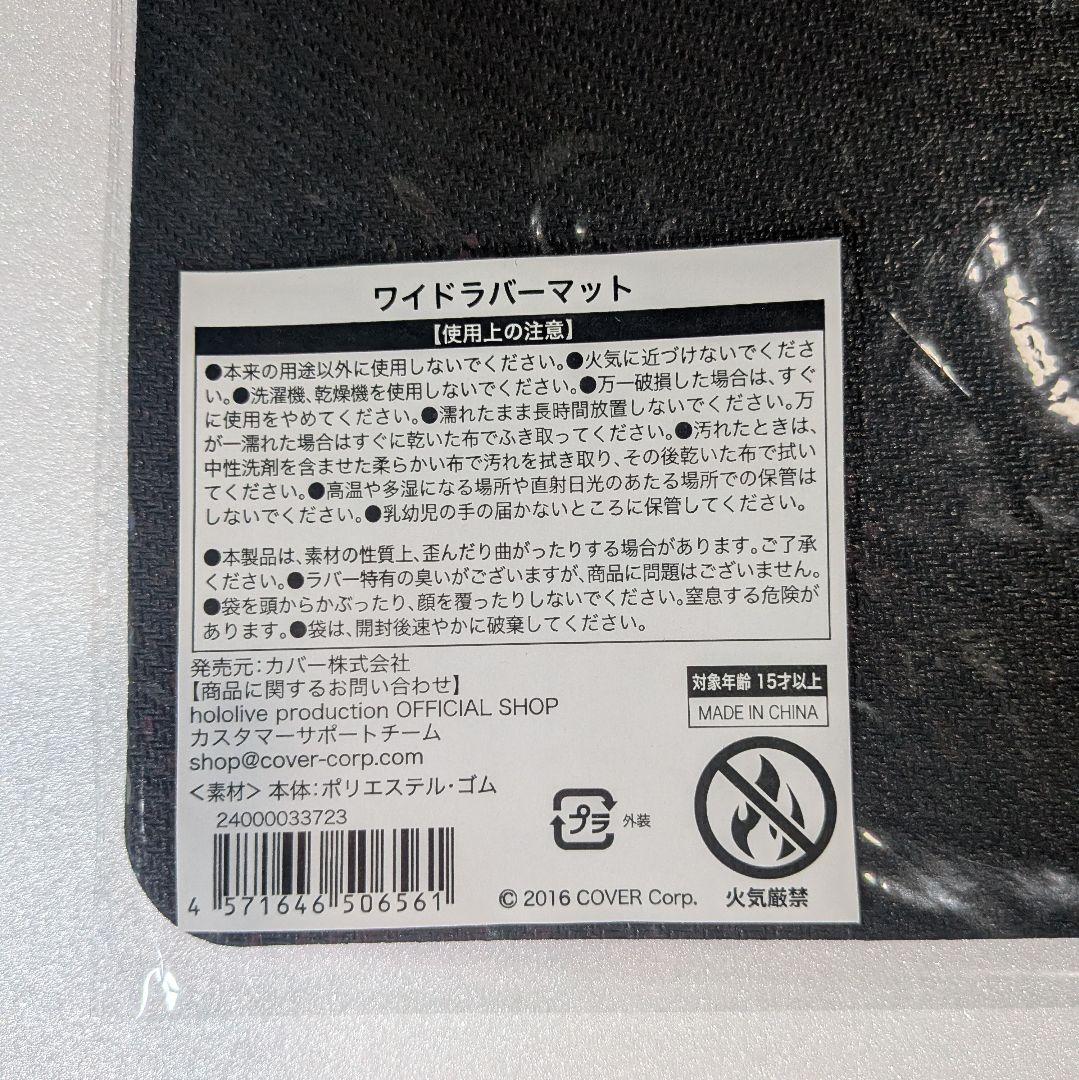 ワイドラバーマット
【使用上の注意】
●本来の用途以外に使用しないでください。●火気に近づけないでくださ
い。●洗濯機、乾燥機を使用しないでください。●万一破損した場合は、すぐ
に使用をやめてください。●濡れたまま長時間放置しないでください。万
が一濡れた場合はすぐに乾いた布でふき取ってください。●汚れたときは、
中性洗剤を含ませた柔らかい布で汚れを拭き取り、その後乾いた布で拭い
てください。●高温や多湿になる場所や直射日光のあたる場所での保管は
しないでください。●乳幼児の手の届かないところに保管してください。
●本製品は、素材の性質上、歪んだり曲がったりする場合があります。ご了承
ください。●ラバー特有の臭いがございますが、商品に問題はございません。
●袋を頭からかぶったり、顔を覆ったりしないでください。窒息する危険が
あります。●袋は、開封後速やかに破棄してください。
発売元：カバー株式会社
【商品に関するお問い合わせ】
hololive production OFFICIAL SHOP
カスタマーサポートチーム
shop@cover-corp.com
＜素材＞本体：ポリエステル・ゴム
24000033723
4 571646 506561
対象年齢 15才以上
MADE IN CHINA
プラ 外装
火気厳禁
© 2016 COVER Corp.